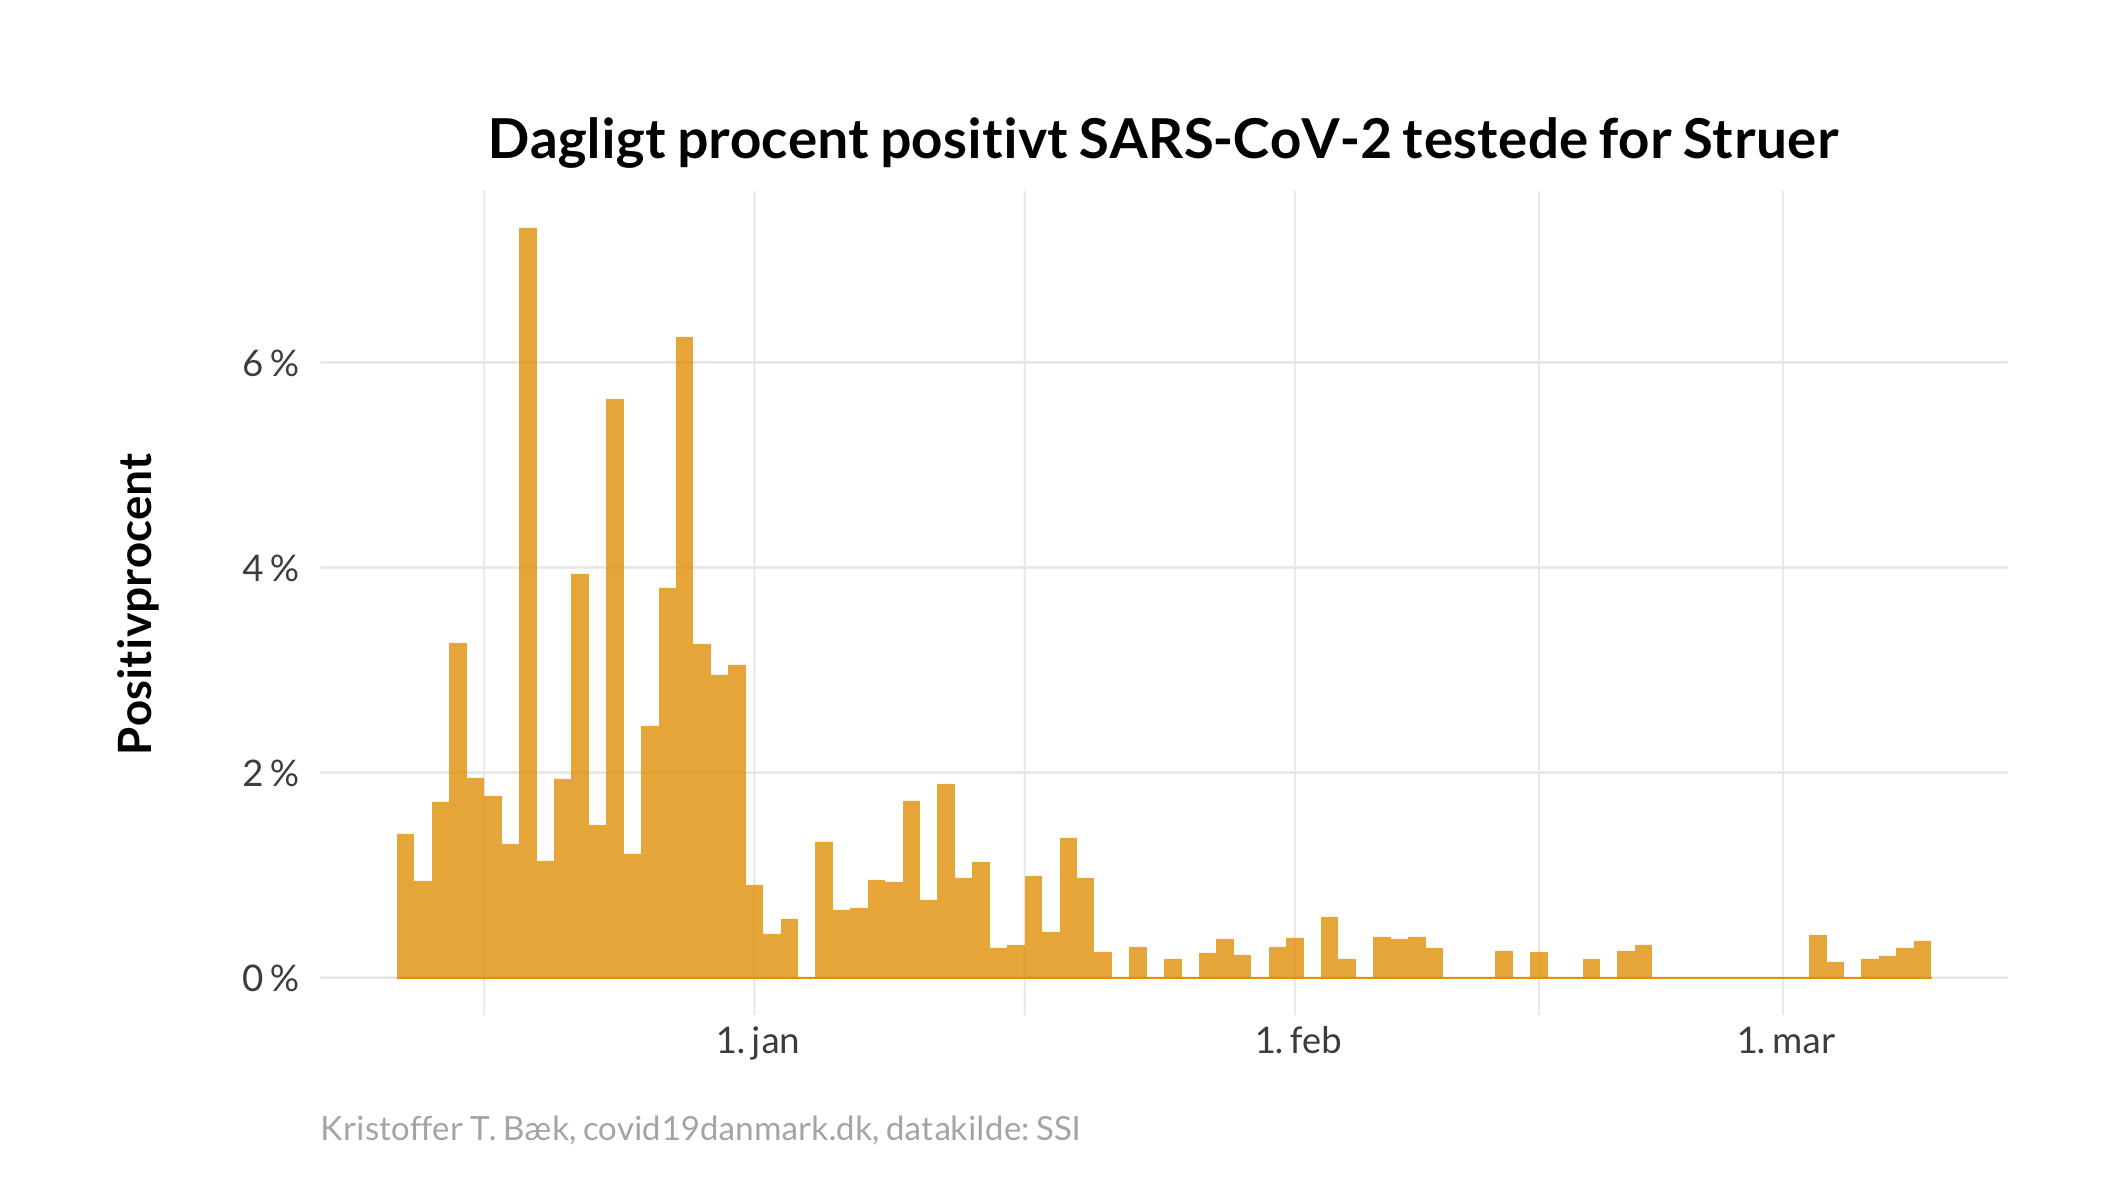 Dagligt procent positivt SARS-CoV-2 testede for Struer
Positivprocent
6 %
4 %
2 %
0 %
1. jan
1. feb
1. mar
Kristoffer T. Bæk, covid19danmark.dk, datakilde: SSI